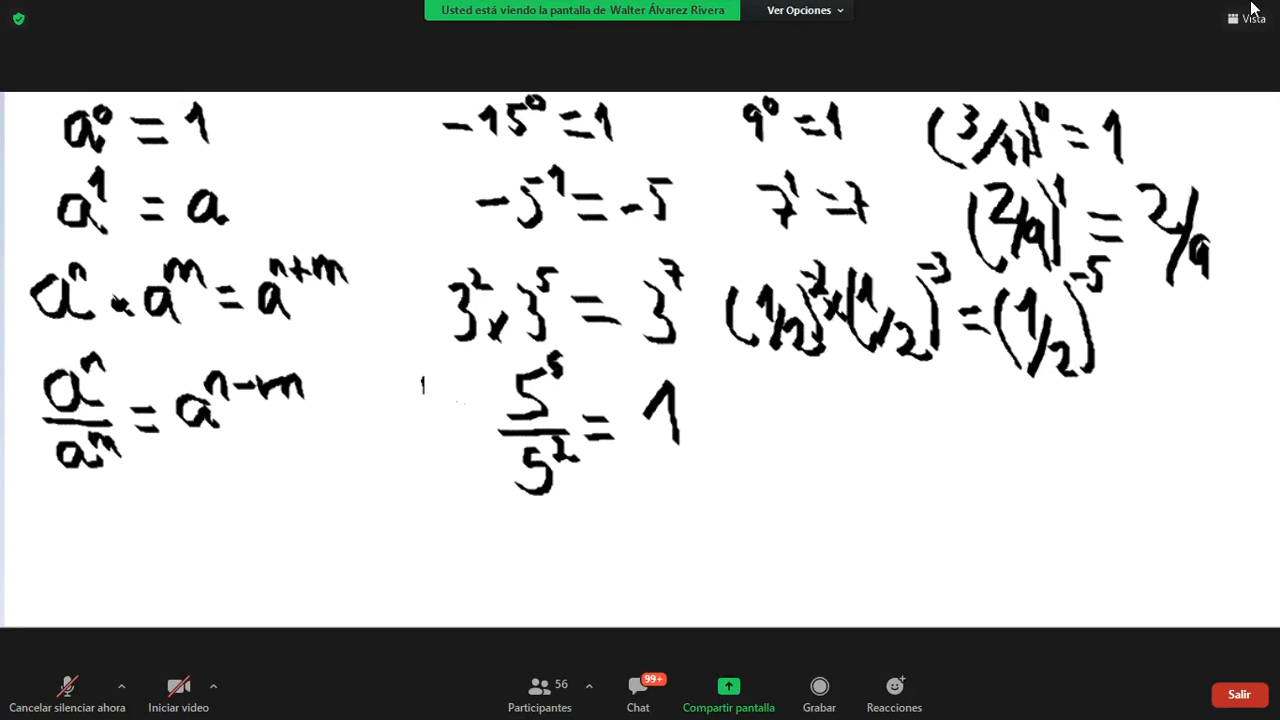 Usted está viendo la pantalla de Walter Álvarez Rivera Ver Opciones
Vista
a⁰ = 1 -15⁰ = 1 9⁰ = 1 (3/17)⁰ = 1
a¹ = a -5¹ = -5 7¹ = 7 (2/9)¹ = 2/9
aⁿ · aᵐ = aⁿ⁺ᵐ 3² x 3⁵ = 3⁷ (1/2)⁻² x (1/2)⁻³ = (1/2)⁻⁵
aⁿ/aᵐ = aⁿ⁻ᵐ 5⁵/5² = 1
56 99+
Cancelar silenciar ahora Iniciar video Participantes Chat Compartir pantalla Grabar Reacciones Salir